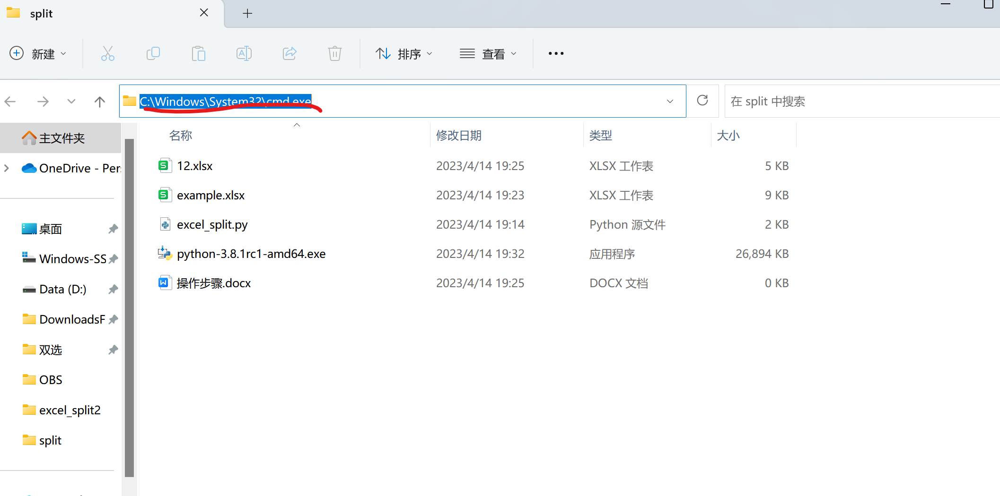 split
新建
排序
查看
C:\Windows\System32\cmd.exe
在 split 中搜索
主文件夹
OneDrive - Per
桌面
Windows-SS
Data (D:)
DownloadsF
双选
OBS
excel_split2
split
名称 修改日期 类型 大小
12.xlsx 2023/4/14 19:25 XLSX 工作表 5 KB
example.xlsx 2023/4/14 19:23 XLSX 工作表 9 KB
excel_split.py 2023/4/14 19:14 Python 源文件 2 KB
python-3.8.1rc1-amd64.exe 2023/4/14 19:32 应用程序 26,894 KB
操作步骤.docx 2023/4/14 19:25 DOCX 文档 0 KB